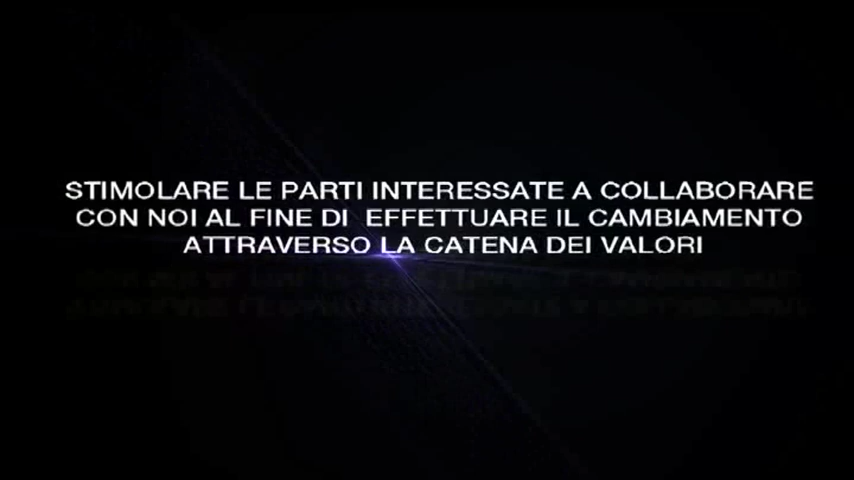 STIMOLARE LE PARTI INTERESSATE A COLLABORARE
CON NOI AL FINE DI  EFFETTUARE IL CAMBIAMENTO
ATTRAVERSO LA CATENA DEI VALORI